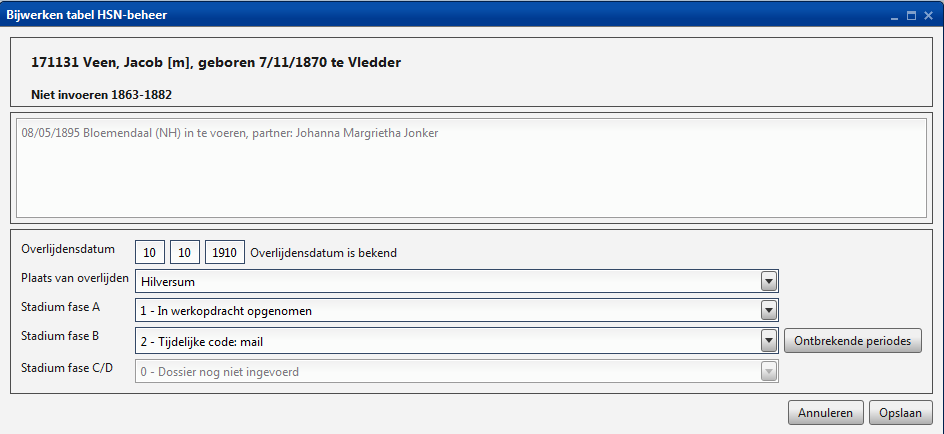 Bijwerken tabel HSN-beheer
171131 Veen, Jacob [m], geboren 7/11/1870 te Vledder
Niet invoeren 1863-1882
08/05/1895 Bloemendaal (NH) in te voeren, partner: Johanna Margrietha Jonker
Overlijdensdatum 10 10 1910 Overlijdensdatum is bekend
Plaats van overlijden Hilversum
Stadium fase A 1 - In werkopdracht opgenomen
Stadium fase B 2 - Tijdelijke code: mail Ontbrekende periodes
Stadium fase C/D 0 - Dossier nog niet ingevoerd
Annuleren Opslaan